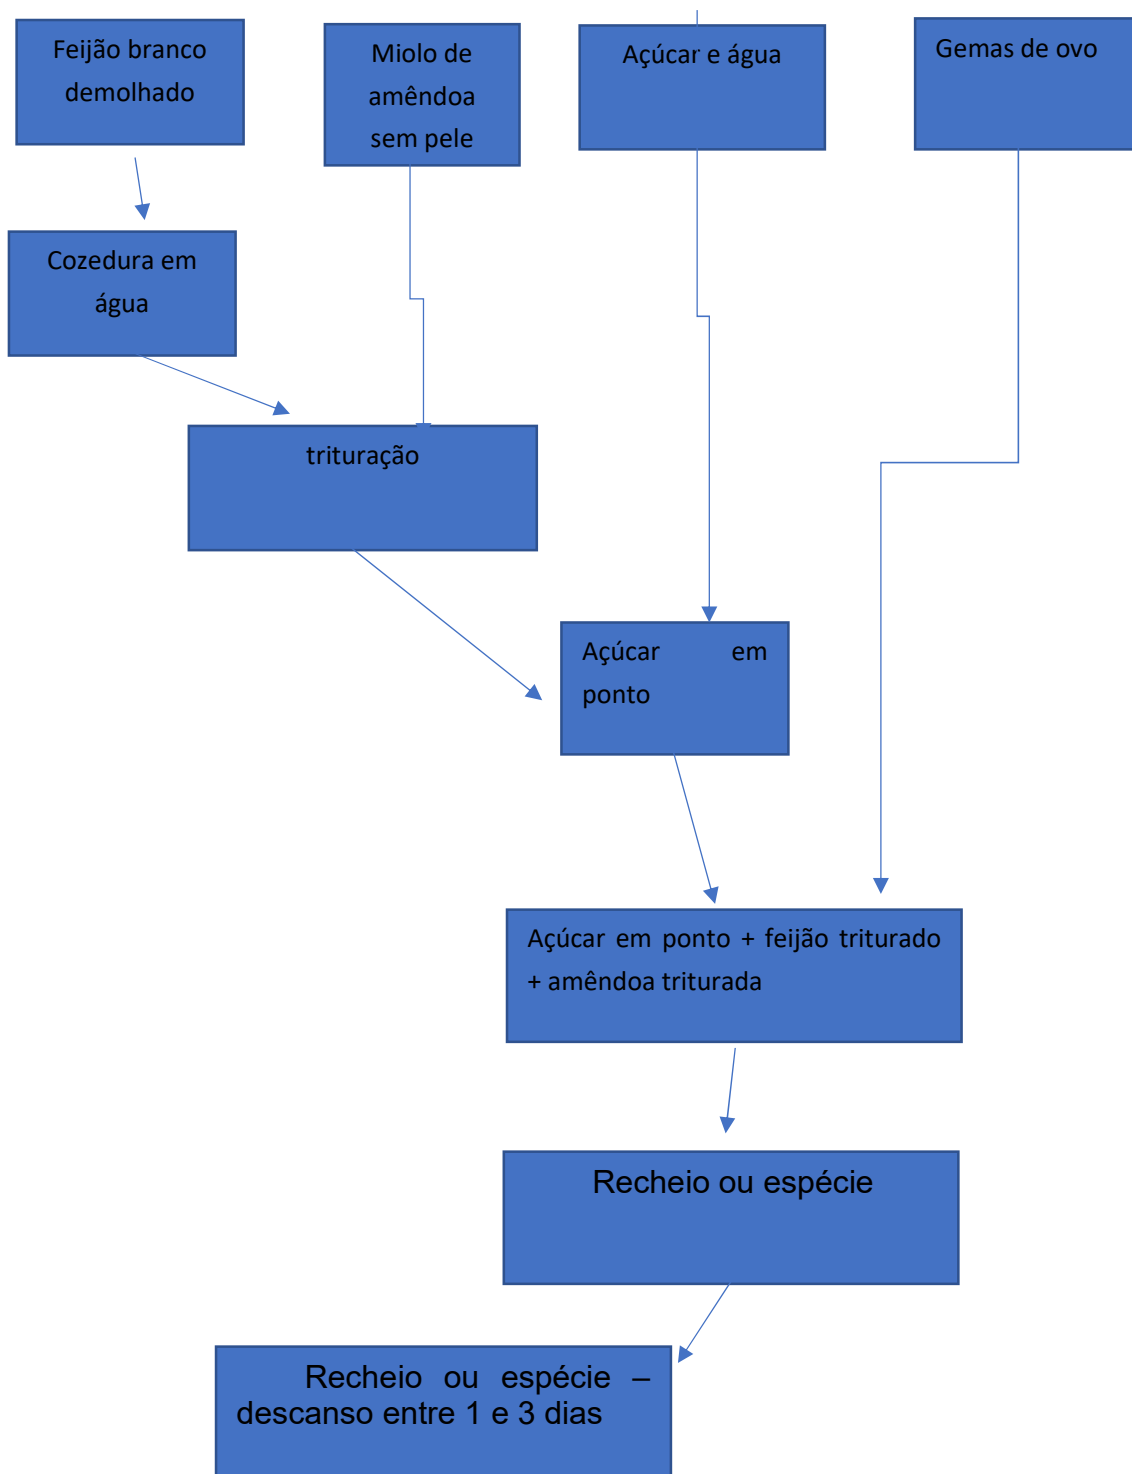 Feijão branco
demolhado
Miolo de
amêndoa
sem pele
Açúcar e água
Gemas de ovo
Cozedura em
água
trituração
Açúcar em
ponto
Açúcar em ponto + feijão triturado
+ amêndoa triturada
Recheio ou espécie
Recheio ou espécie –
descanso entre 1 e 3 dias